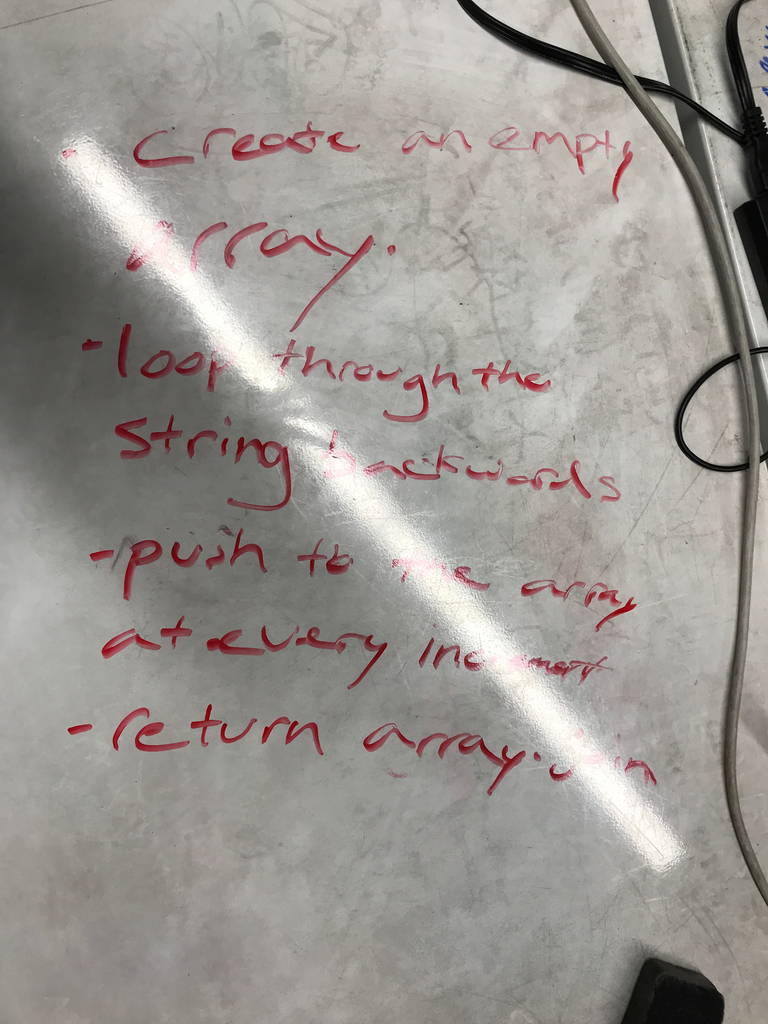 - Create an empty
array.
- loop through the
String backwords
- push to the array
at every increment
- return array.join